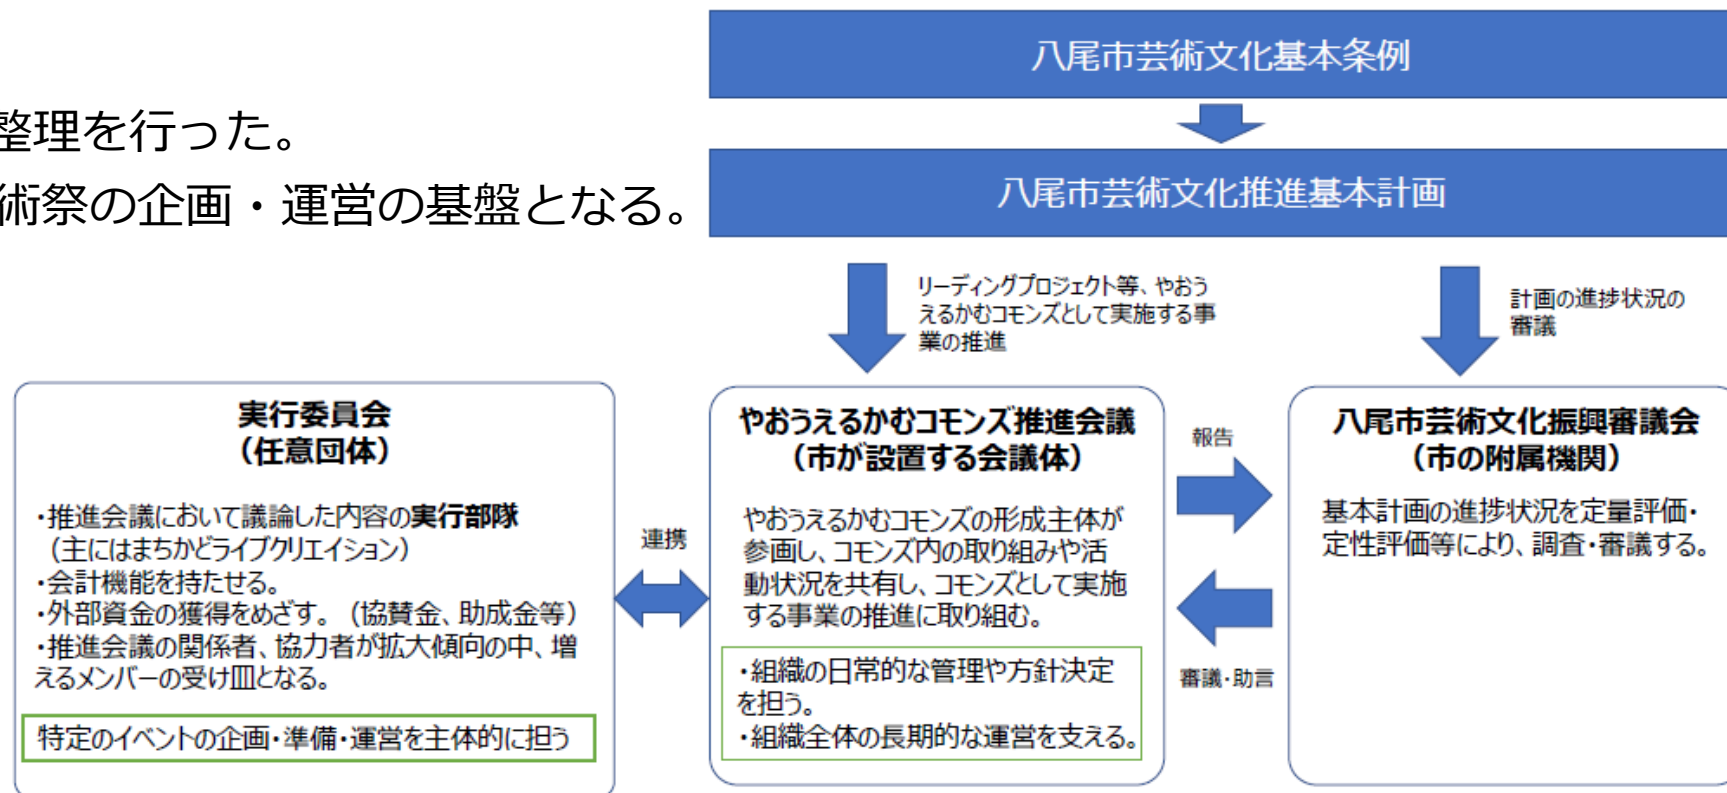 八尾市芸術文化基本条例
整理を行った。
術祭の企画・運営の基盤となる。
八尾市芸術文化推進基本計画
リーディングプロジェクト等、やおう
えるかむコモンズとして実施する事
業の推進
計画の進捗状況の
審議
実行委員会
（任意団体）
・推進会議において議論した内容の実行部隊
（主にはまちかどライブクリエイション）
・会計機能を持たせる。
・外部資金の獲得をめざす。（協賛金、助成金等）
・推進会議の関係者、協力者が拡大傾向の中、増
えるメンバーの受け皿となる。
特定のイベントの企画・準備・運営を主体的に担う
連携
やおうえるかむコモンズ推進会議
（市が設置する会議体）
やおうえるかむコモンズの形成主体が
参画し、コモンズ内の取り組みや活
動状況を共有し、コモンズとして実施
する事業の推進に取り組む。
・組織の日常的な管理や方針決定
を担う。
・組織全体の長期的な運営を支える。
報告
審議・助言
八尾市芸術文化振興審議会
（市の附属機関）
基本計画の進捗状況を定量評価・
定性評価等により、調査・審議する。